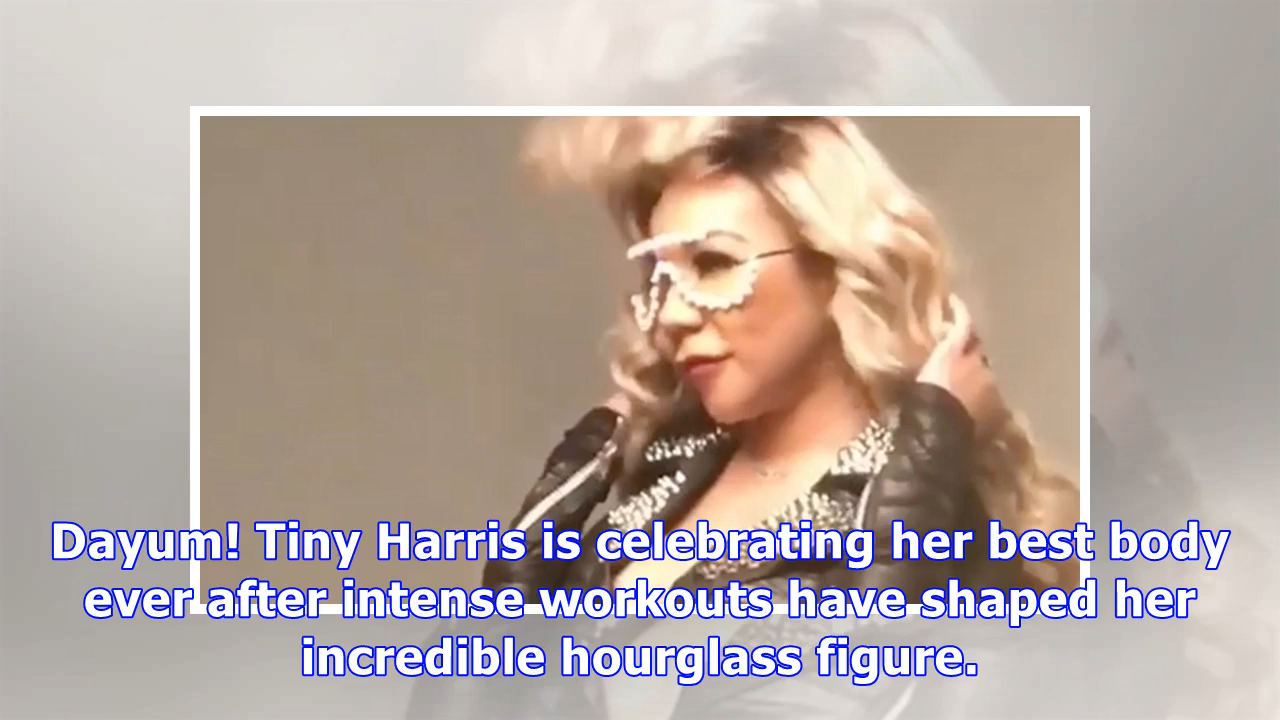 Dayum! Tiny Harris is celebrating her best body
ever after intense workouts have shaped her
incredible hourglass figure.